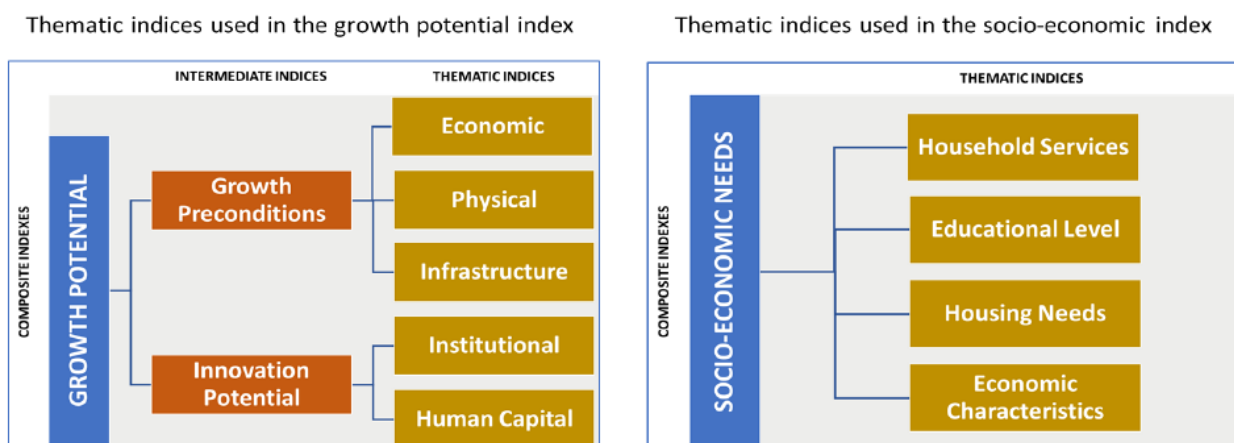 Thematic indices used in the growth potential index
INTERMEDIATE INDICES
THEMATIC INDICES
COMPOSITE INDEXES
GROWTH POTENTIAL
Growth
Preconditions
Innovation
Potential
Economic
Physical
Infrastructure
Institutional
Human Capital
Thematic indices used in the socio-economic index
THEMATIC INDICES
COMPOSITE INDEXES
SOCIO-ECONOMIC NEEDS
Household Services
Educational Level
Housing Needs
Economic
Characteristics